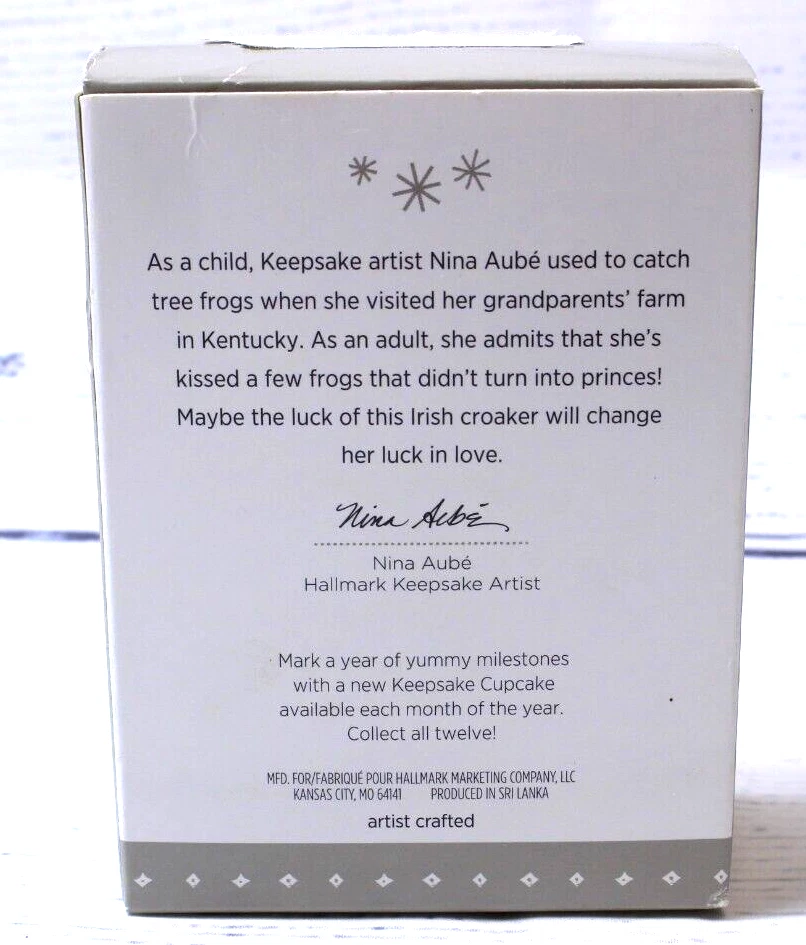 As a child, Keepsake artist Nina Aubé used to catch
tree frogs when she visited her grandparents’ farm
in Kentucky. As an adult, she admits that she’s
kissed a few frogs that didn’t turn into princes!
Maybe the luck of this Irish croaker will change
her luck in love.
Nina Aubé
Nina Aubé
Hallmark Keepsake Artist
Mark a year of yummy milestones
with a new Keepsake Cupcake
available each month of the year.
Collect all twelve!
MFD. FOR/FABRIQUÉ POUR HALLMARK MARKETING COMPANY, LLC
KANSAS CITY, MO 64141 PRODUCED IN SRI LANKA
artist crafted